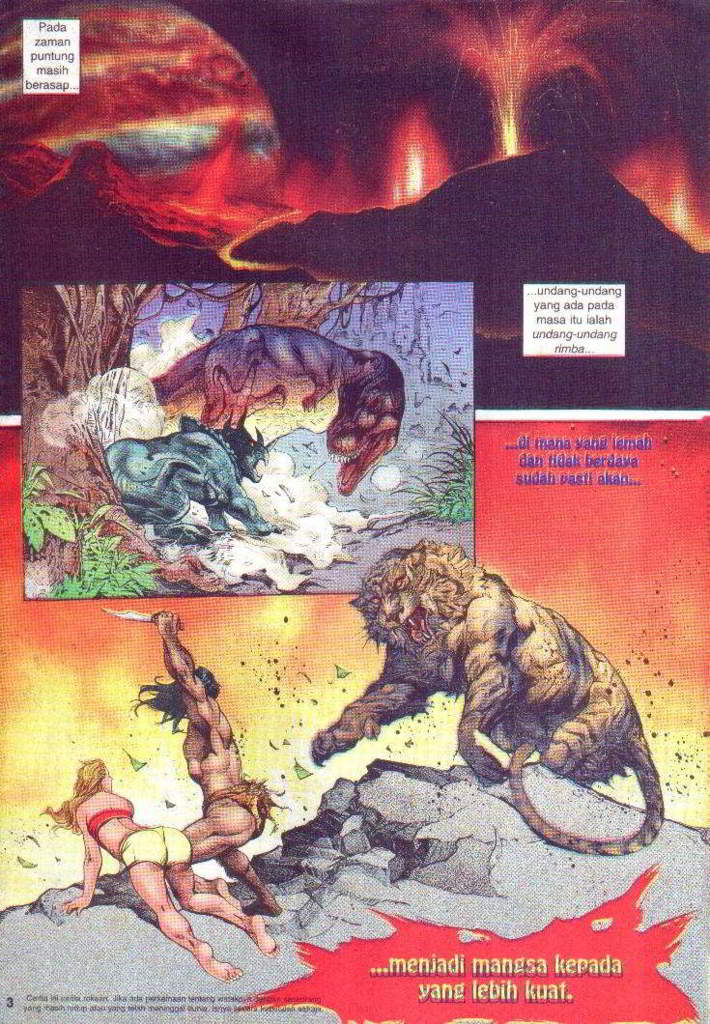 Pada
zaman
puntung
masih
berasap...
...undang-undang
yang ada pada
masa itu ialah
undang-undang
rimba...
...di mana yang lemah
dan tidak berdaya
sudah pasti akan...
...menjadi mangsa kepada
yang lebih kuat.
3
Cerita ini cerita rekaan. Jika ada persamaan tentang watak dengan seseorang
yang masih hidup atau yang telah meninggal dunia, ianya secara kebetulan sahaja.